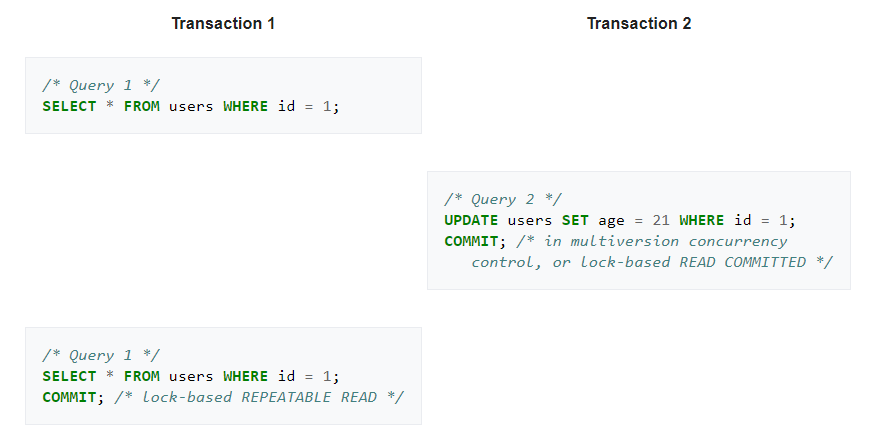 Transaction 1
Transaction 2
/* Query 1 */
SELECT * FROM users WHERE id = 1;
/* Query 2 */
UPDATE users SET age = 21 WHERE id = 1;
COMMIT; /* in multiversion concurrency
control, or lock-based READ COMMITTED */
/* Query 1 */
SELECT * FROM users WHERE id = 1;
COMMIT; /* lock-based REPEATABLE READ */